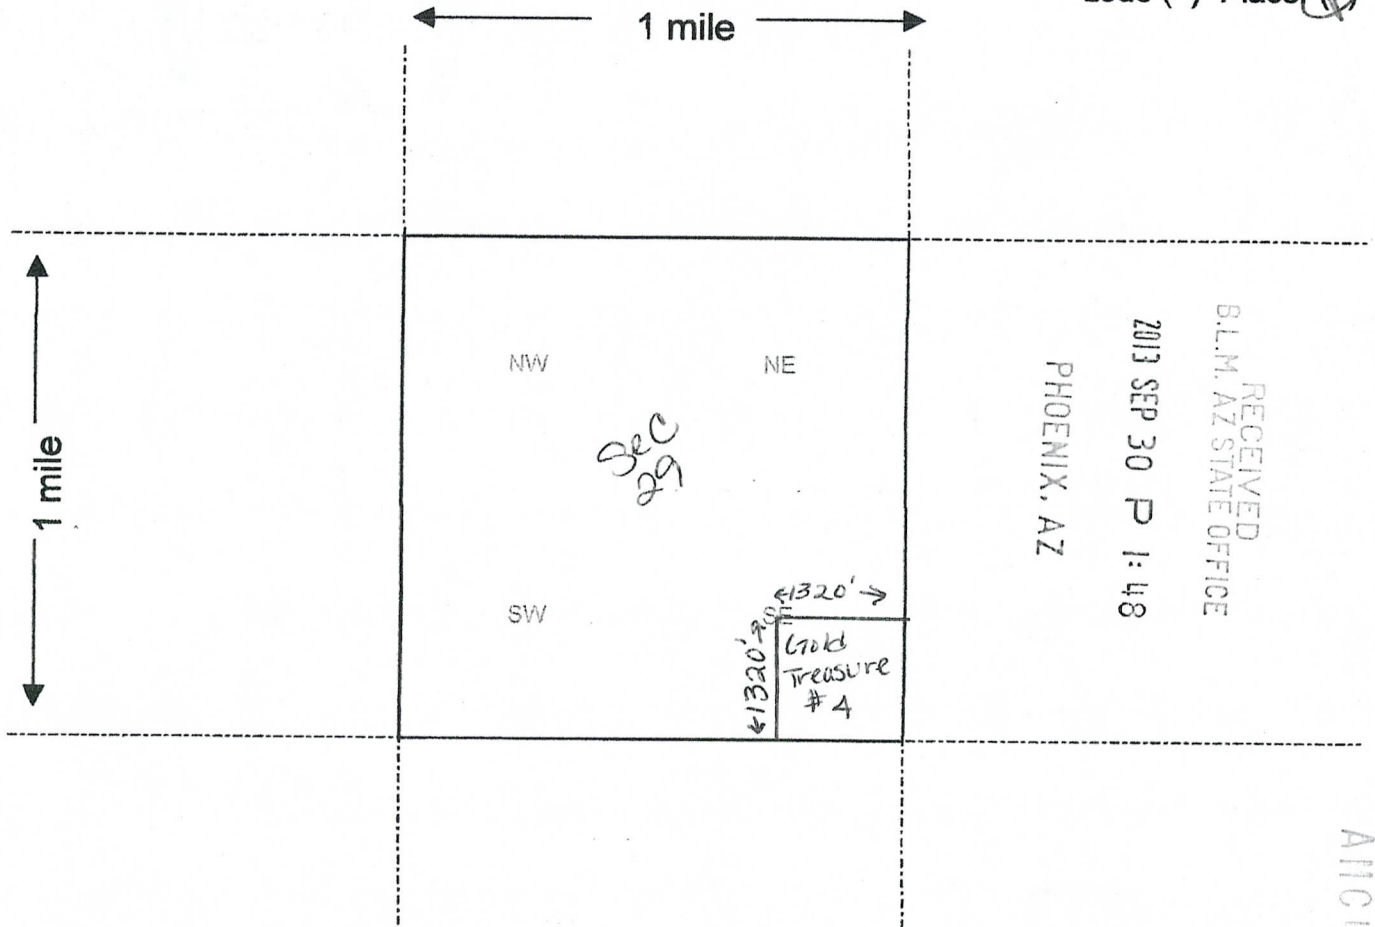 1 mile
1 mile
NW
NE
Sec
29
SW
SE
←1320'→
←1320'→
Gold
Treasure
# 4
RECEIVED
B.L.M. AZ STATE OFFICE
2013 SEP 30 P 1:48
PHOENIX, AZ